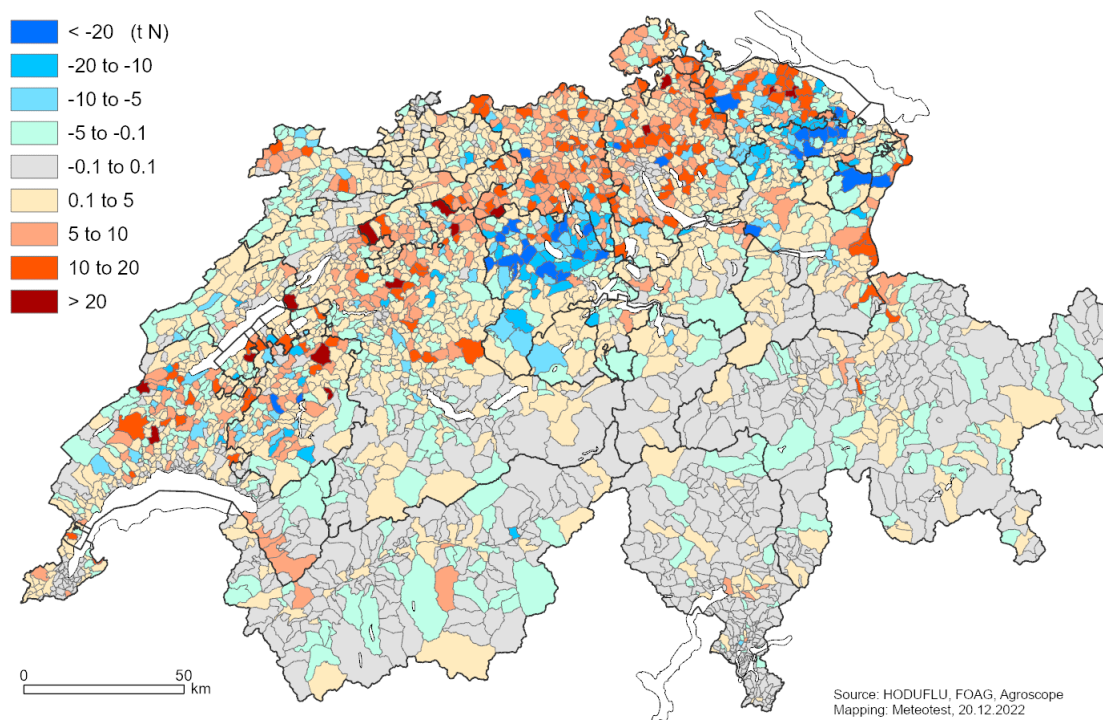 < -20 (t N)
-20 to -10
-10 to -5
-5 to -0.1
-0.1 to 0.1
0.1 to 5
5 to 10
10 to 20
> 20
0 50
km
Source: HODUFLU, FOAG, Agroscope
Mapping: Meteotest, 20.12.2022